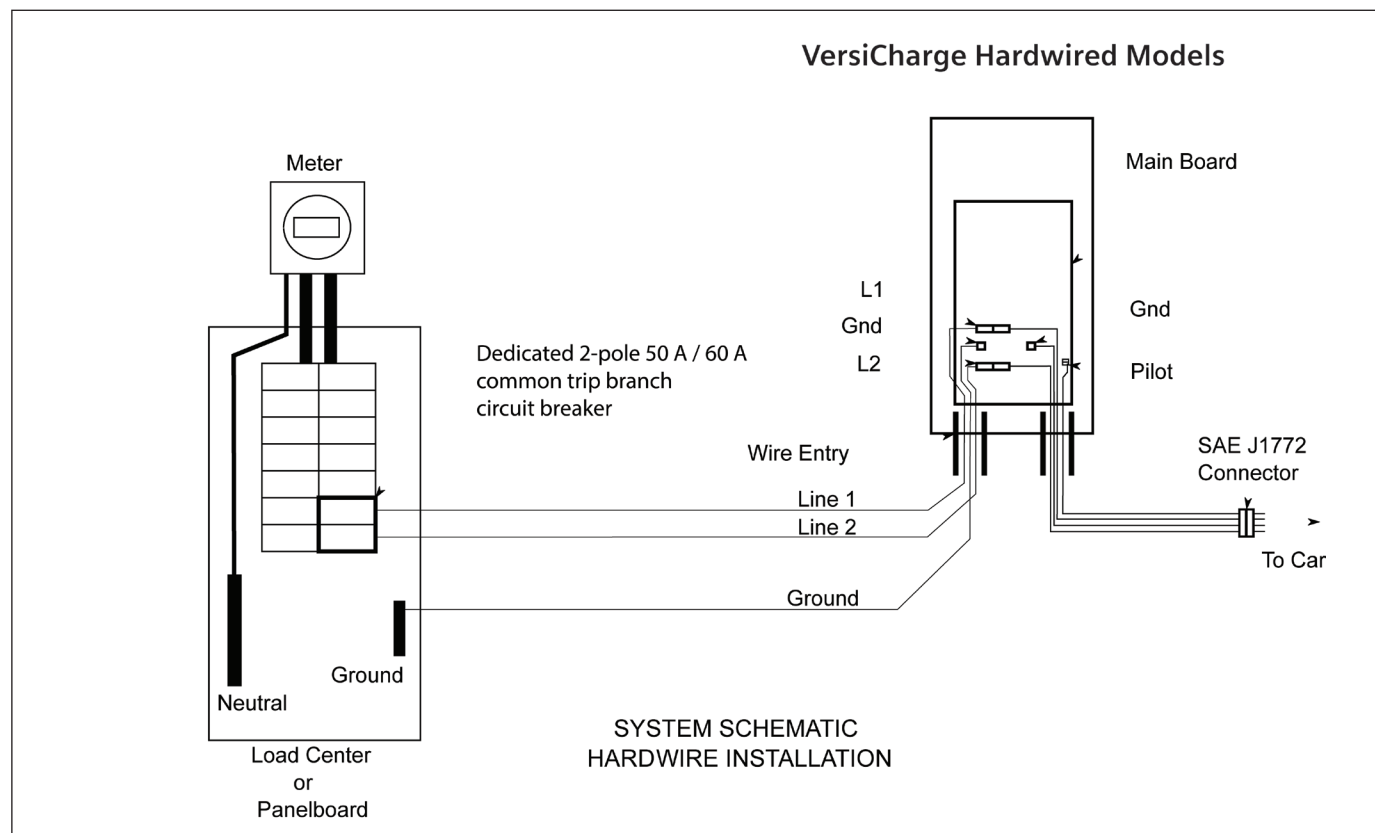 VersiCharge Hardwired Models
Meter
Main Board
L1
Gnd
L2
Gnd
Pilot
Dedicated 2-pole 50 A / 60 A
common trip branch
circuit breaker
Wire Entry
SAE J1772
Connector
Line 1
Line 2
To Car
Ground
Ground
Neutral
SYSTEM SCHEMATIC
HARDWIRE INSTALLATION
Load Center
or
Panelboard